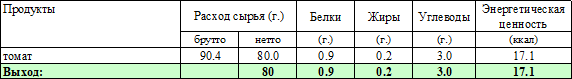 Продукты Расход сырья (г.) Белки Жиры Углеводы Энергетическая ценность
брутто нетто (г.) (г.) (г.) (ккал)
томат 90.4 80.0 0.9 0.2 3.0 17.1
Выход: 80 0.9 0.2 3.0 17.1